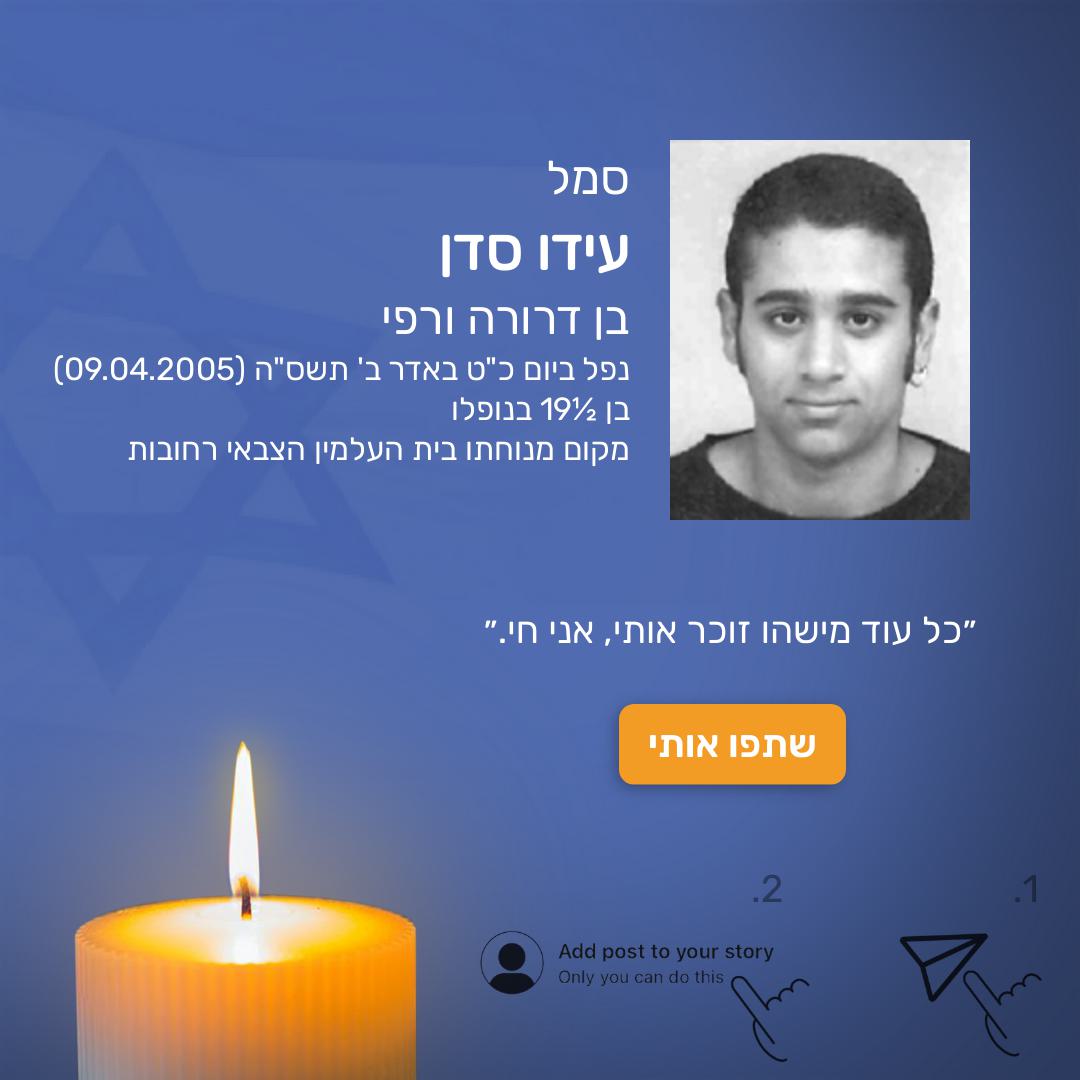 סמל
עידו סדן
בן דרורה ורפי
נפל ביום כ"ט באדר ב' תשס"ה (09.04.2005)
בן 19½ בנופלו
מקום מנוחתו בית העלמין הצבאי רחובות
״כל עוד מישהו זוכר אותי, אני חי.״
שתפו אותי
.1
.2
Add post to your story
Only you can do this